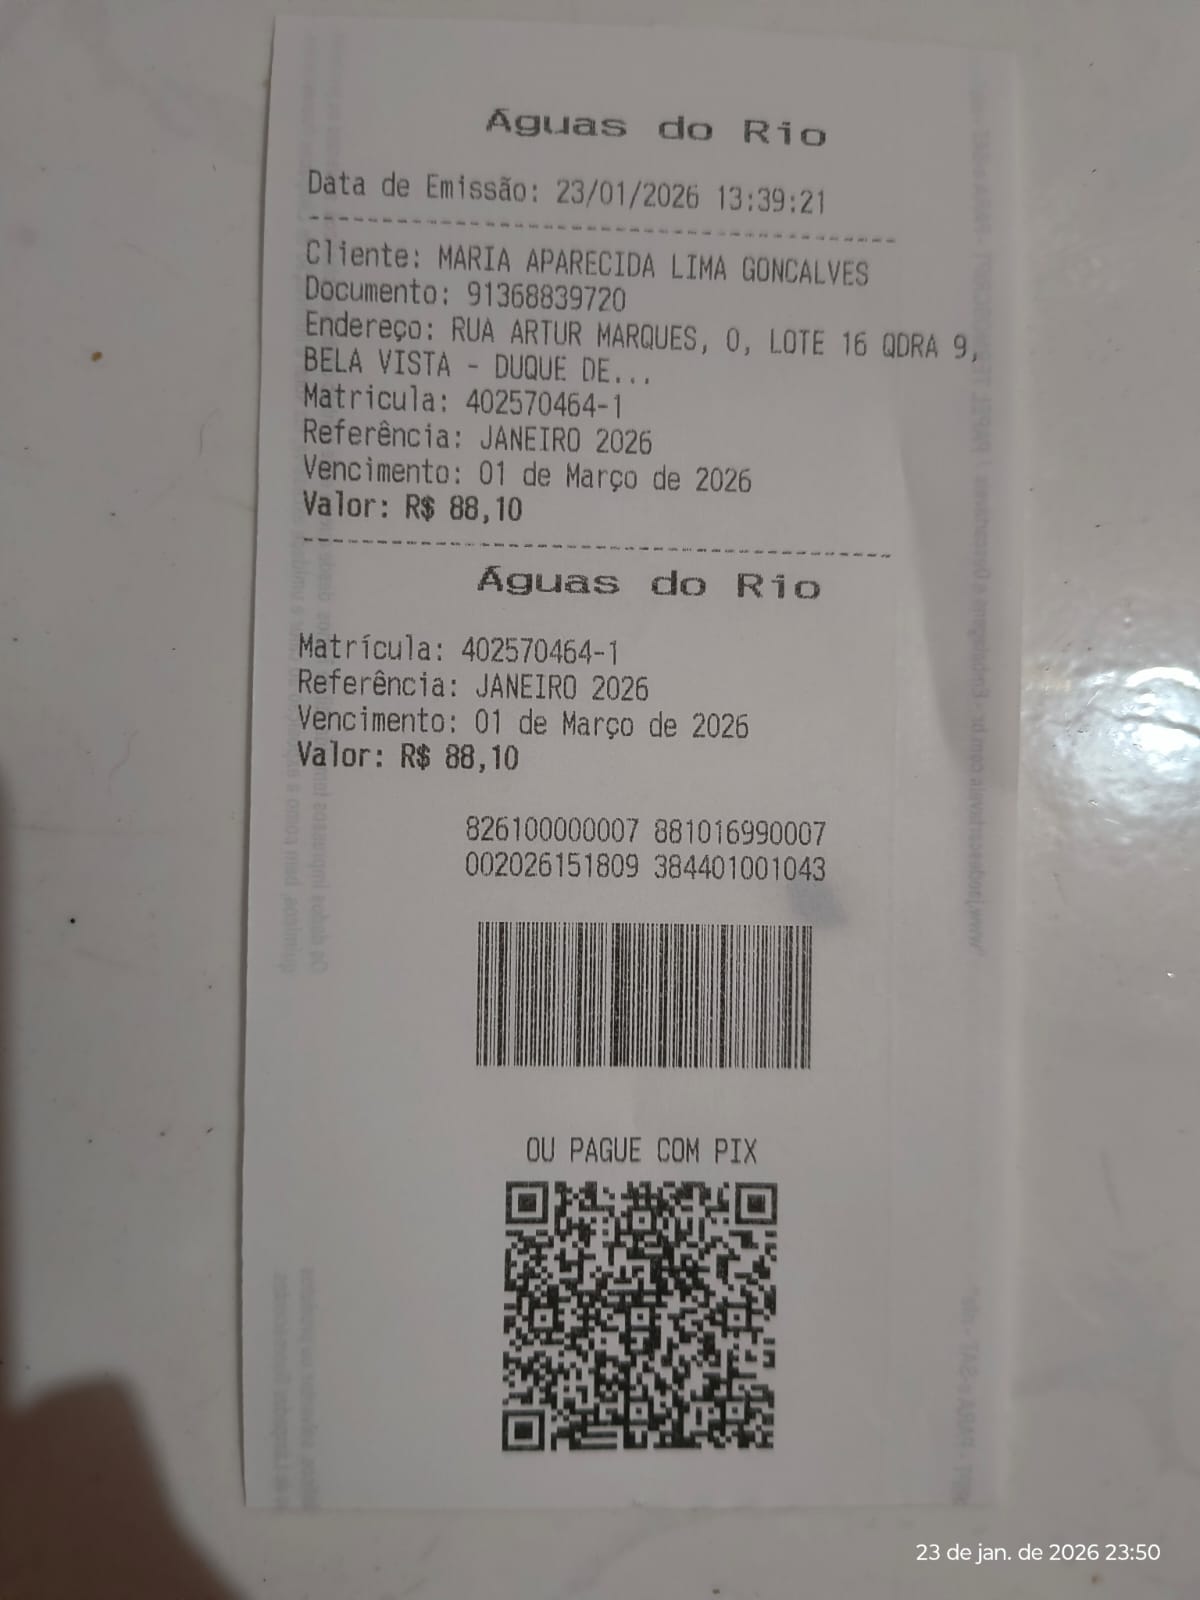 Águas do Rio
Data de Emissão: 23/01/2026 13:39:21
Cliente: MARIA APARECIDA LIMA GONCALVES
Documento: 91368839720
Endereço: RUA ARTUR MARQUES, 0, LOTE 16 QDRA 9,
BELA VISTA - DUQUE DE...
Matricula: 402570464-1
Referência: JANEIRO 2026
Vencimento: 01 de Março de 2026
Valor: R$ 88,10
Águas do Rio
Matrícula: 402570464-1
Referência: JANEIRO 2026
Vencimento: 01 de Março de 2026
Valor: R$ 88,10
826100000007 881016990007
002026151809 384401001043
OU PAGUE COM PIX
23 de jan. de 2026 23:50